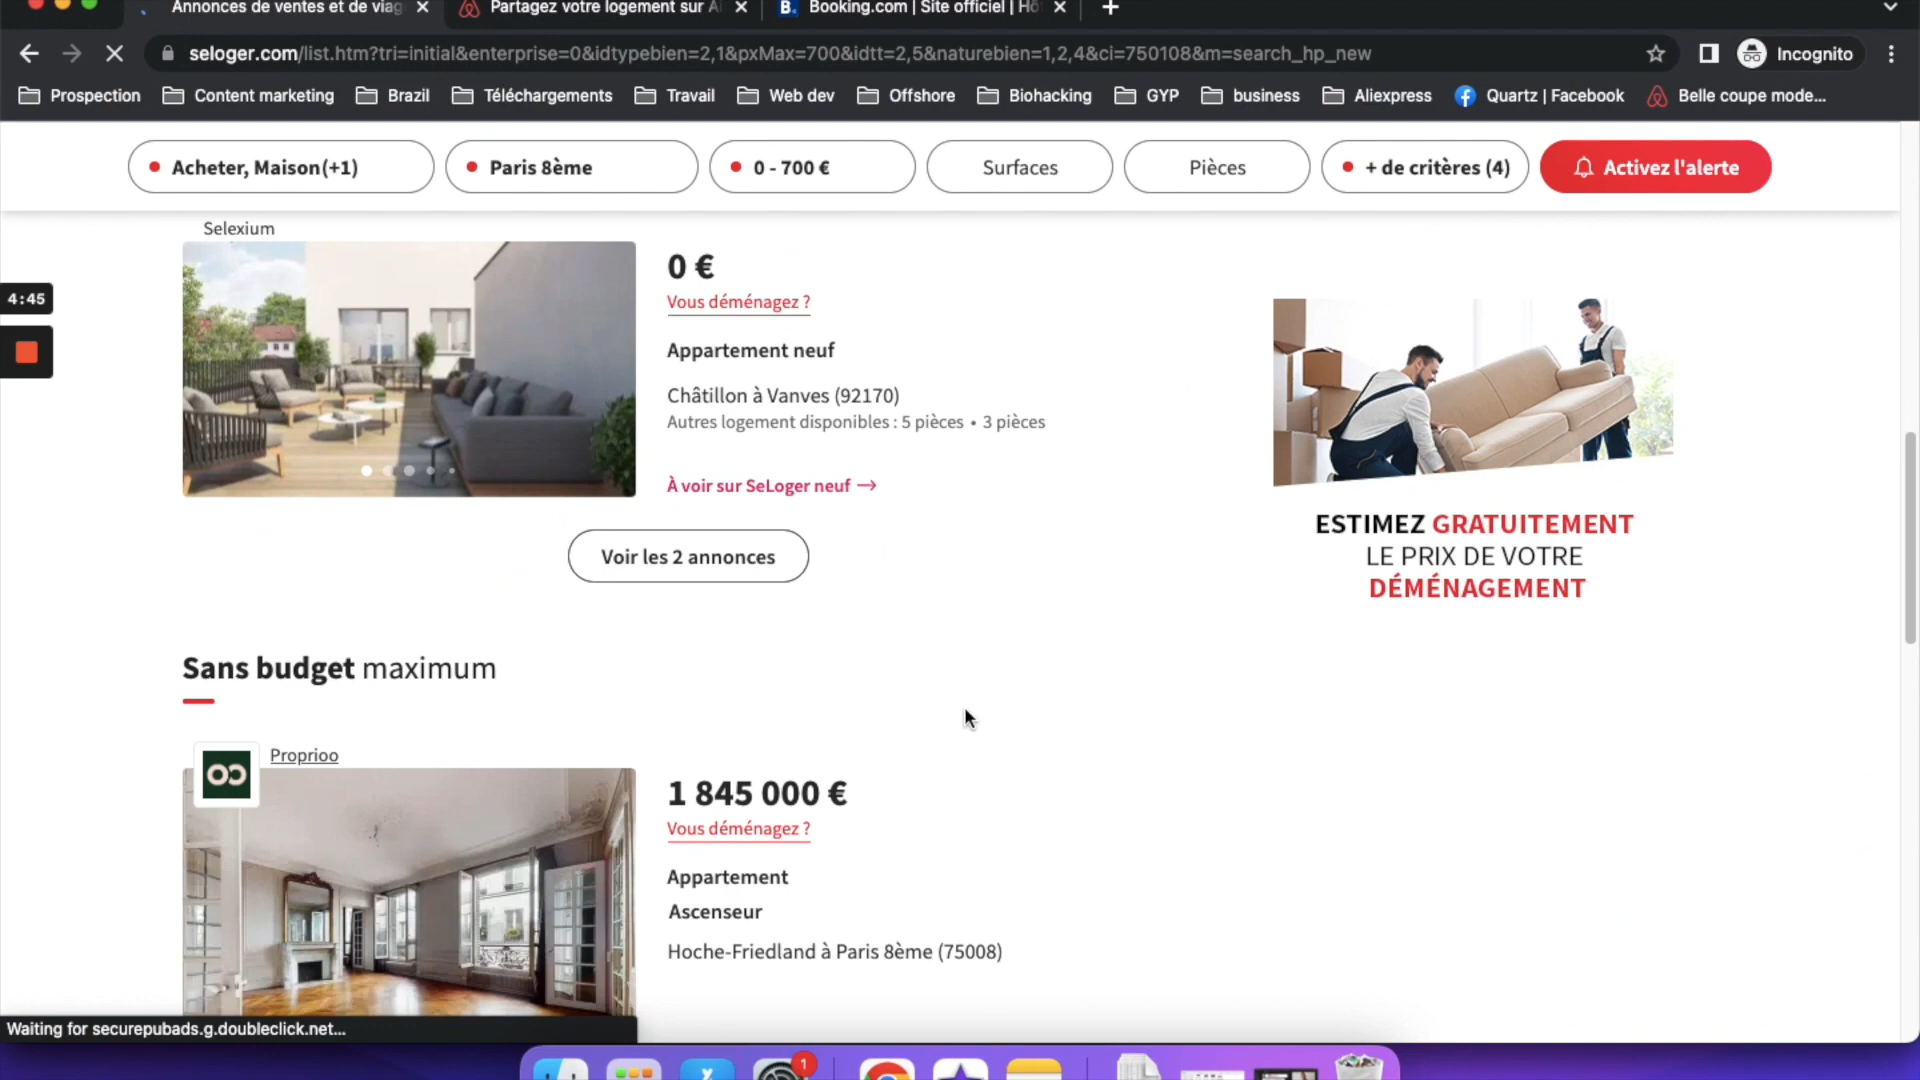 Annonces de ventes et de viag
Partagez votre logement sur Ai
B. Booking.com | Site officiel | Hô
seloger.com/list.htm?tri=initial&enterprise=0&idtypebien=2,1&pxMax=700&idtt=2,5&naturebien=1,2,4&ci=750108&m=search_hp_new
Incognito
Prospection
Content marketing
Brazil
Téléchargements
Travail
Web dev
Offshore
Biohacking
GYP
business
Aliexpress
Quartz | Facebook
Belle coupe mode...
Acheter, Maison(+1)
Paris 8ème
0 - 700 €
Surfaces
Pièces
+ de critères (4)
Activez l'alerte
Selexium
4:45
0 €
Vous déménagez ?
Appartement neuf
Châtillon à Vanves (92170)
Autres logement disponibles : 5 pièces • 3 pièces
À voir sur SeLoger neuf →
Voir les 2 annonces
ESTIMEZ GRATUITEMENT
LE PRIX DE VOTRE
DÉMÉNAGEMENT
Sans budget maximum
Proprioo
1 845 000 €
Vous déménagez ?
Appartement
Ascenseur
Hoche-Friedland à Paris 8ème (75008)
Waiting for securepubads.g.doubleclick.net...
1